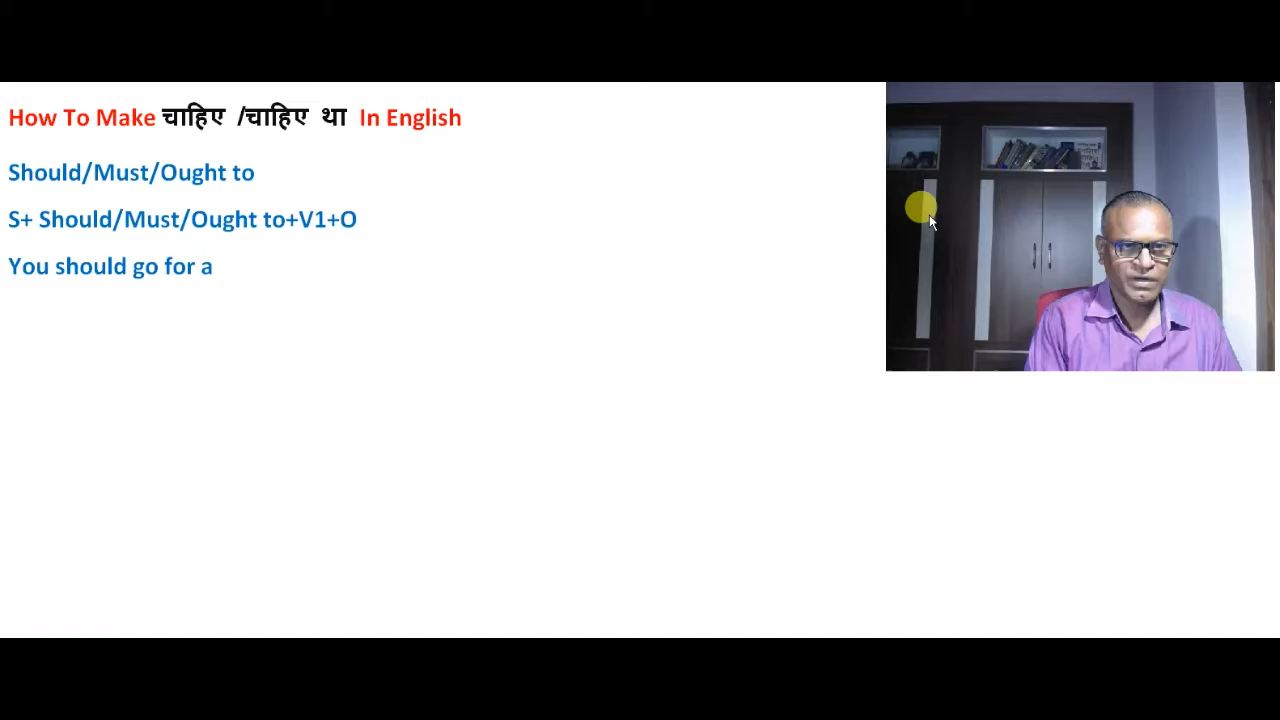 How To Make चाहिए /चाहिए था In English
Should/Must/Ought to
S+ Should/Must/Ought to+V1+O
You should go for a